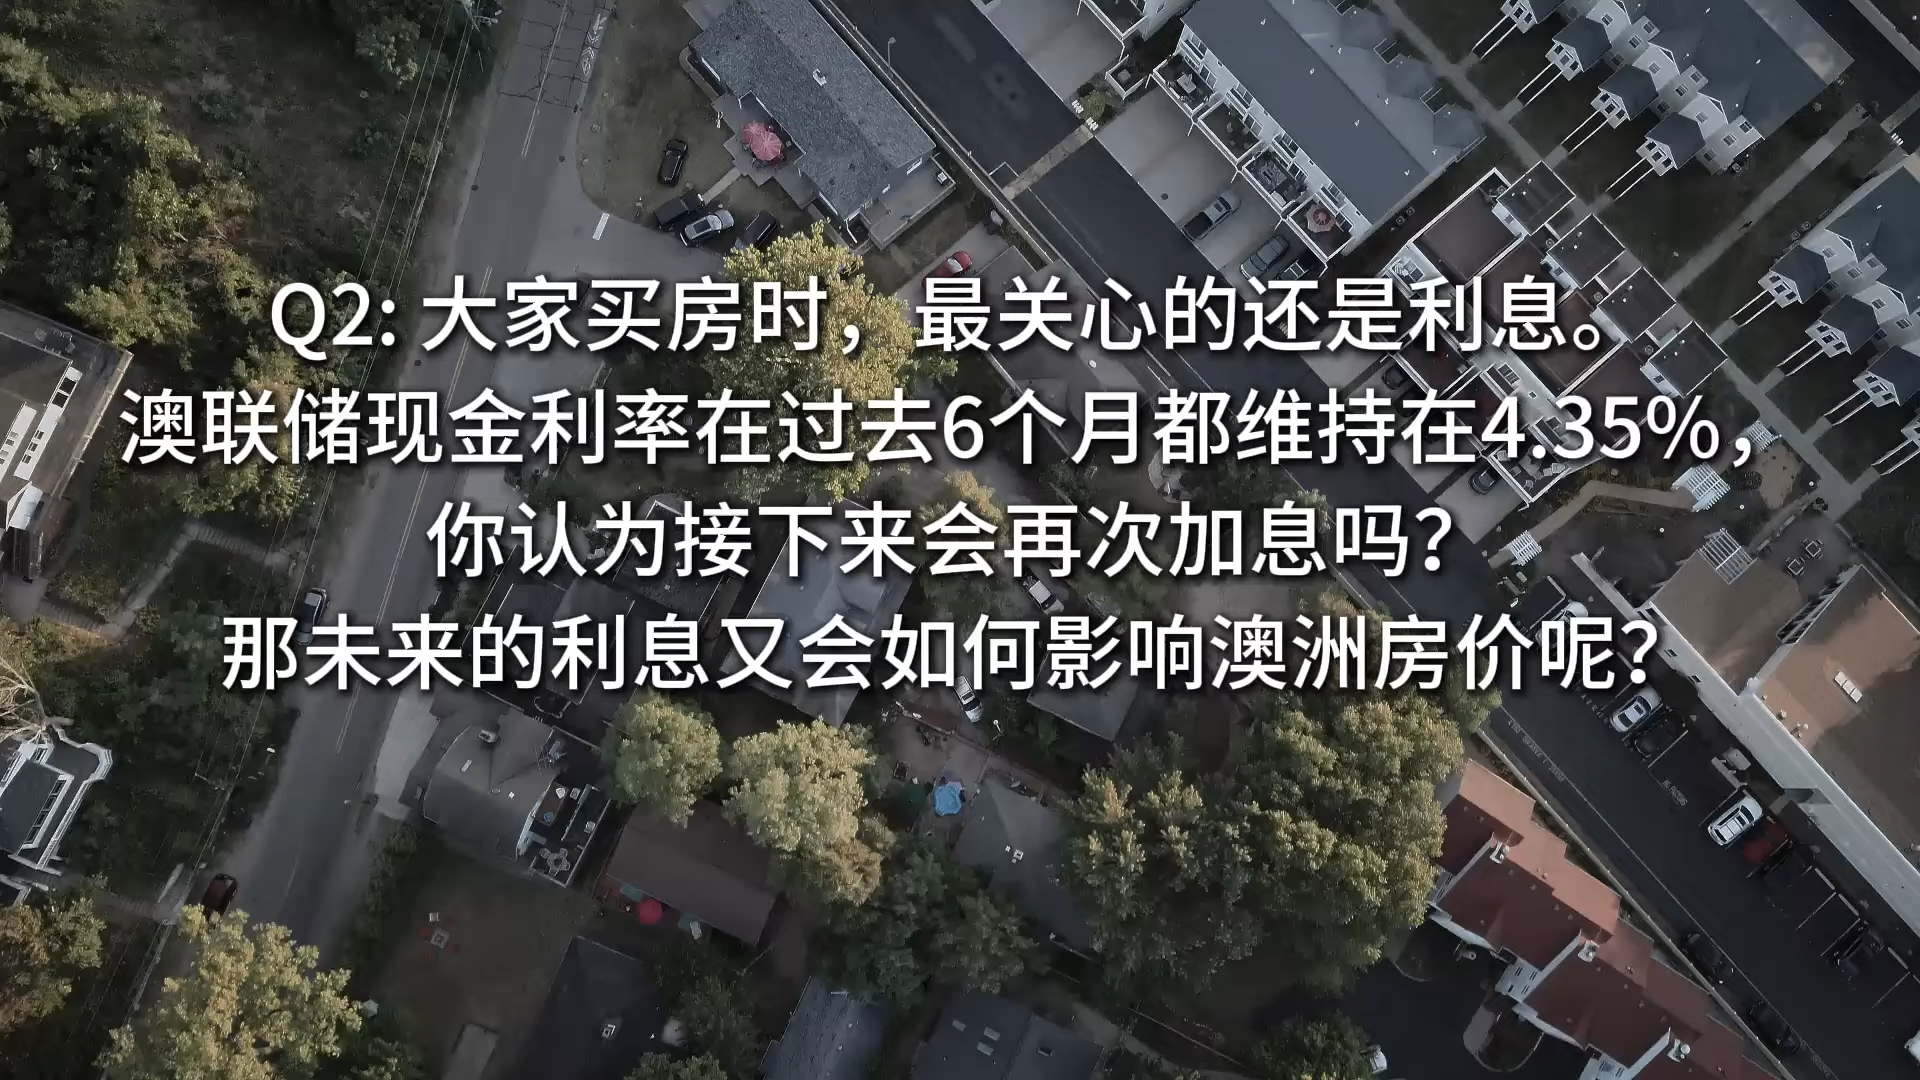 Q2: 大家买房时，最关心的还是利息。
澳联储现金利率在过去6个月都维持在4.35%，
你认为接下来会再次加息吗？
那未来的利息又会如何影响澳洲房价呢？